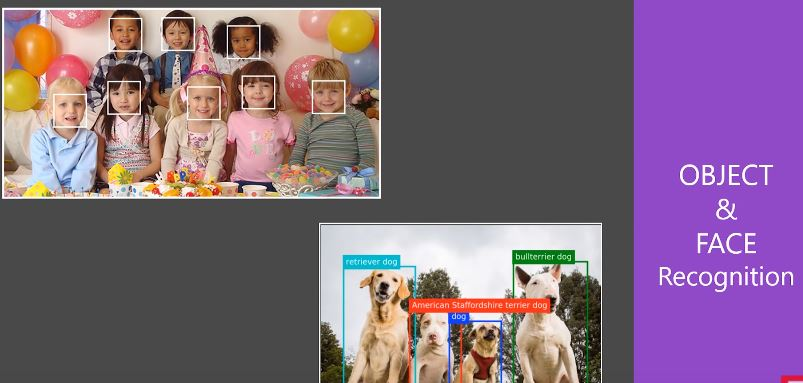 OBJECT
&
FACE
Recognition
retriever dog
bullterrier dog
American Staffordshire terrier dog
dog